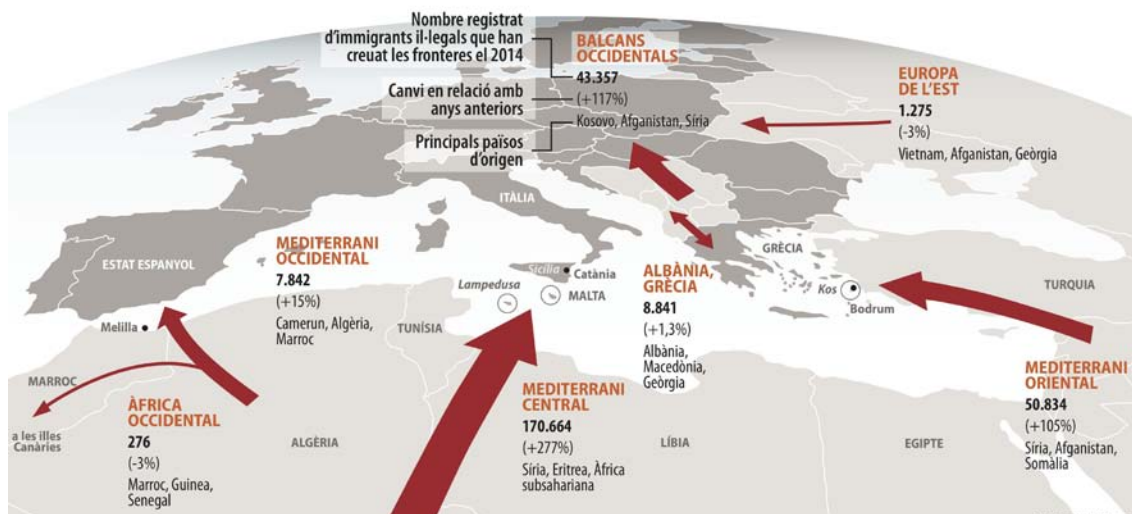 Nombre registrat
d'immigrants il·legals que han
creuat les fronteres el 2014
Canvi en relació amb
anys anteriors
Principals països
d'origen
BALCANS
OCCIDENTALS
43.357
(+117%)
Kosovo, Afganistan, Síria
EUROPA
DE L'EST
1.275
(-3%)
Vietnam, Afganistan, Geòrgia
ITÀLIA
ESTAT ESPANYOL
MEDITERRANI
OCCIDENTAL
7.842
(+15%)
Camerun, Algèria,
Marroc
Sicília
Catània
Lampedusa
MALTA
TUNÍSIA
ALBÀNIA,
GRÈCIA
8.841
(+1,3%)
Albània,
Macedònia,
Geòrgia
GRÈCIA
Kos
Bodrum
TURQUIA
Melilla
MARROC
a les illes
Canàries
ÀFRICA
OCCIDENTAL
276
(-3%)
Marroc, Guinea,
Senegal
ALGÈRIA
MEDITERRANI
CENTRAL
170.664
(+277%)
Síria, Eritrea, Àfrica
subsahariana
LÍBIA
EGIPTE
MEDITERRANI
ORIENTAL
50.834
(+105%)
Síria, Afganistan,
Somàlia